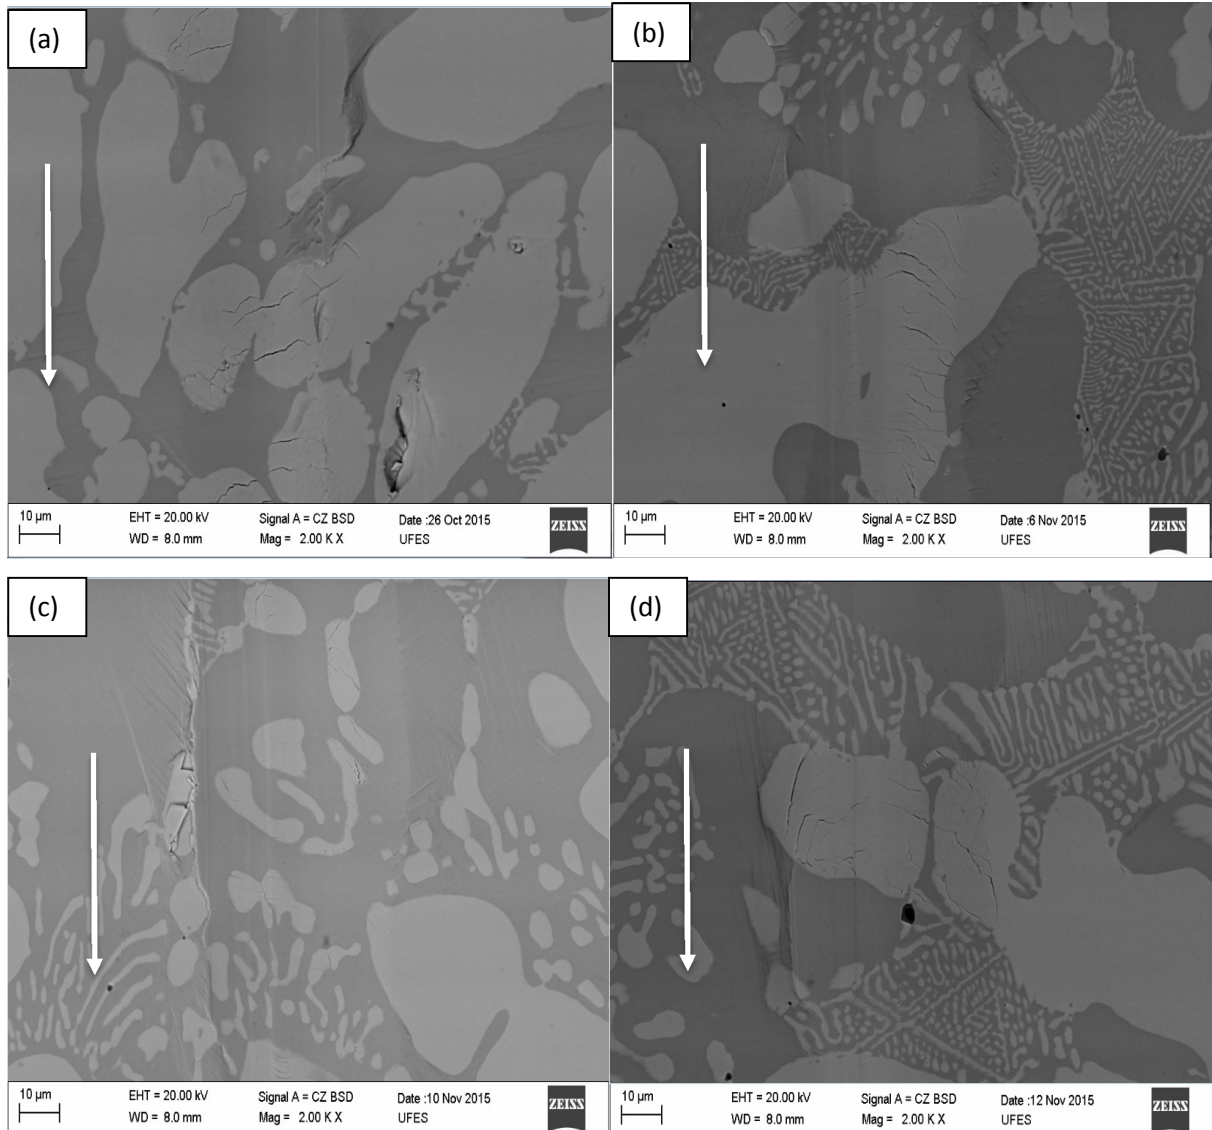 (a)
10 µm
EHT = 20.00 kV
Signal A = CZ BSD
Date :26 Oct 2015
WD = 8.0 mm
Mag = 2.00 K X
UFES
ZEISS
(b)
10 µm
EHT = 20.00 kV
Signal A = CZ BSD
Date :6 Nov 2015
WD = 8.0 mm
Mag = 2.00 K X
UFES
ZEISS
(c)
10 µm
EHT = 20.00 kV
Signal A = CZ BSD
Date :10 Nov 2015
WD = 8.0 mm
Mag = 2.00 K X
UFES
ZEISS
(d)
10 µm
EHT = 20.00 kV
Signal A = CZ BSD
Date :12 Nov 2015
WD = 8.0 mm
Mag = 2.00 K X
UFES
ZEISS